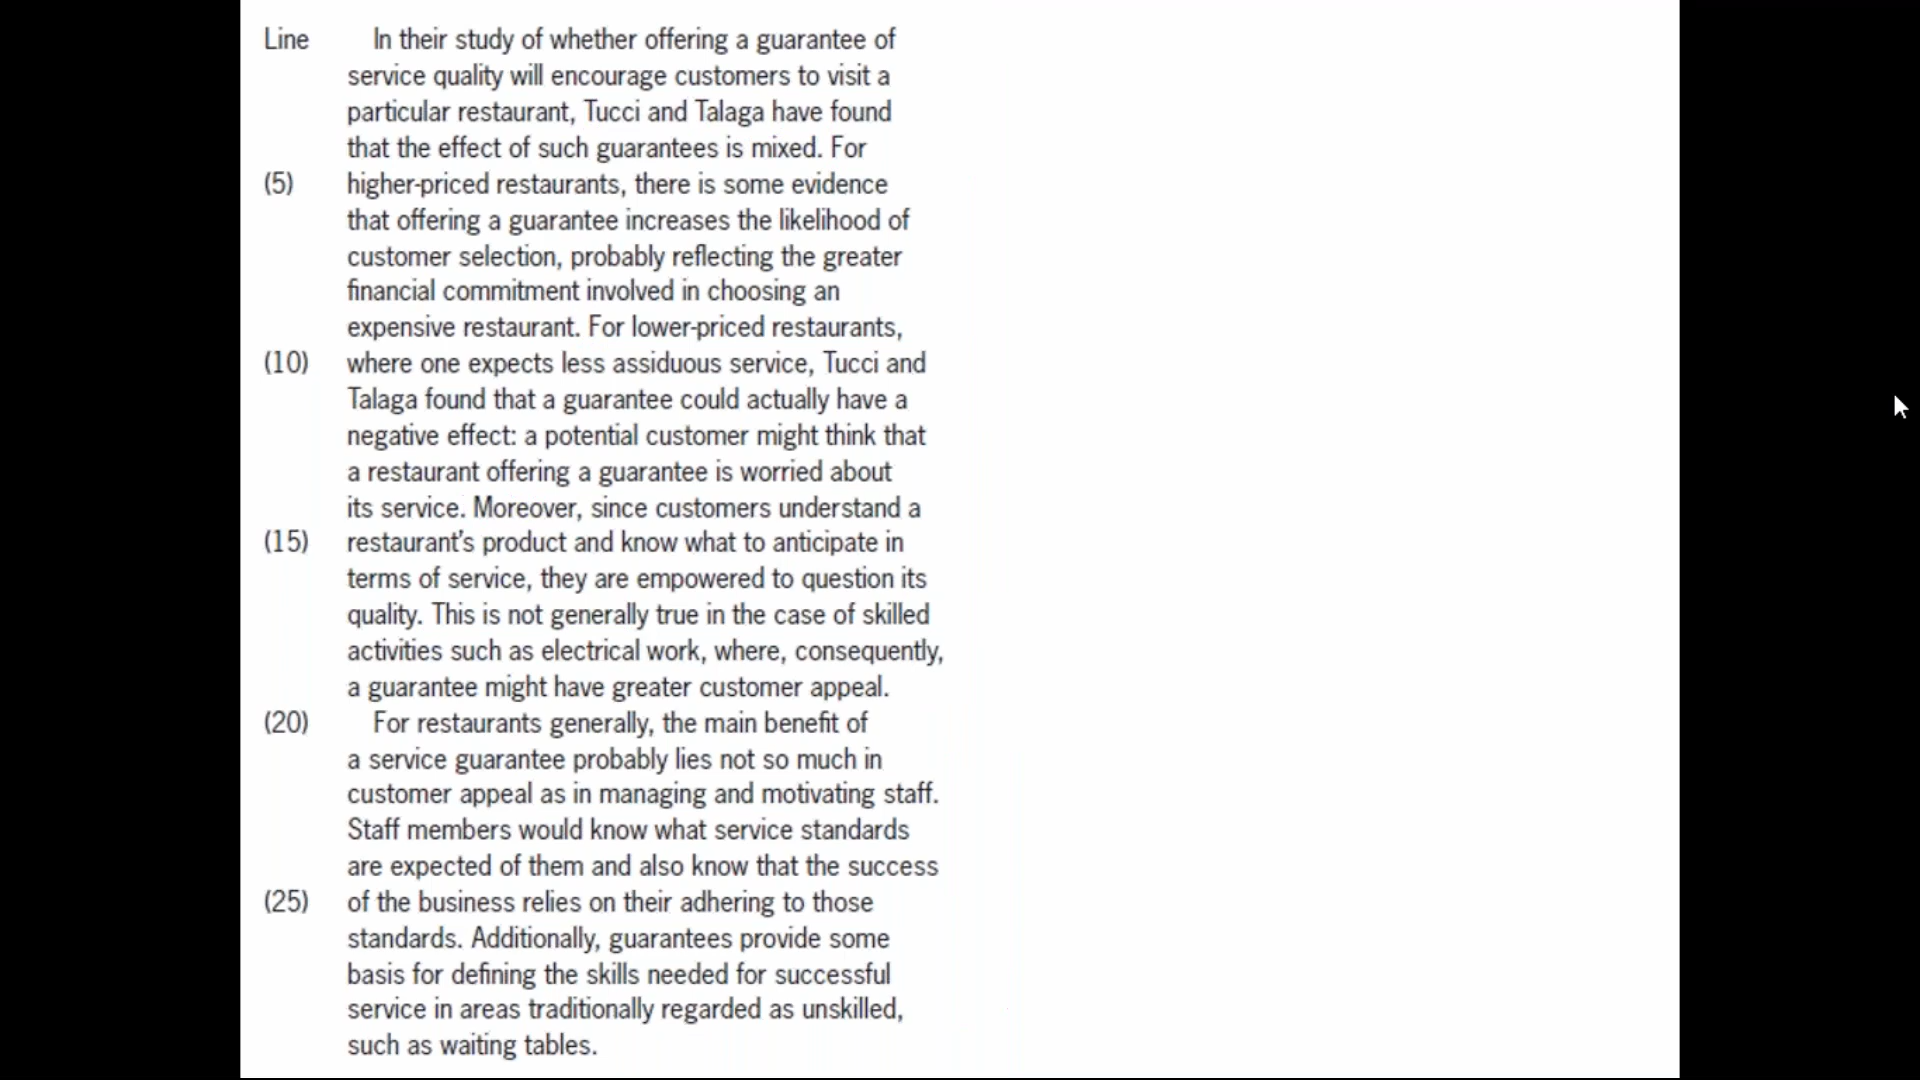 Line In their study of whether offering a guarantee of
service quality will encourage customers to visit a
particular restaurant, Tucci and Talaga have found
that the effect of such guarantees is mixed. For
(5) higher-priced restaurants, there is some evidence
that offering a guarantee increases the likelihood of
customer selection, probably reflecting the greater
financial commitment involved in choosing an
expensive restaurant. For lower-priced restaurants,
(10) where one expects less assiduous service, Tucci and
Talaga found that a guarantee could actually have a
negative effect: a potential customer might think that
a restaurant offering a guarantee is worried about
its service. Moreover, since customers understand a
(15) restaurant's product and know what to anticipate in
terms of service, they are empowered to question its
quality. This is not generally true in the case of skilled
activities such as electrical work, where, consequently,
a guarantee might have greater customer appeal.
(20) For restaurants generally, the main benefit of
a service guarantee probably lies not so much in
customer appeal as in managing and motivating staff.
Staff members would know what service standards
are expected of them and also know that the success
(25) of the business relies on their adhering to those
standards. Additionally, guarantees provide some
basis for defining the skills needed for successful
service in areas traditionally regarded as unskilled,
such as waiting tables.